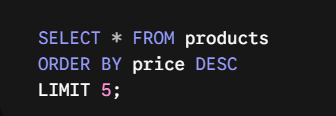 SELECT * FROM products
ORDER BY price DESC
LIMIT 5;